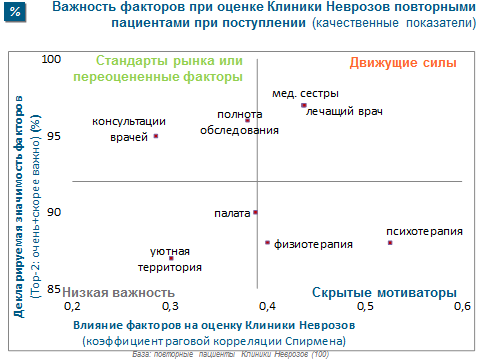 %
Важность факторов при оценке Клиники Неврозов повторными
пациентами при поступлении (качественные показатели)
Декларируемая значимость факторов
(Top-2: очень+скорее важно) (%)
100
95
90
85
Стандарты рынка или
переоцененные факторы
Движущие силы
мед. сестры
лечащий врач
полнота
обследования
консультации
врачей
палата
физиотерапия
психотерапия
уютная
территория
Низкая важность
Скрытые мотиваторы
0,2
0,3
0,4
0,5
0,6
Влияние факторов на оценку Клиники Неврозов
(коэффициент раговой корреляции Спирмена)
База: повторные пациенты Клиники Неврозов (100)